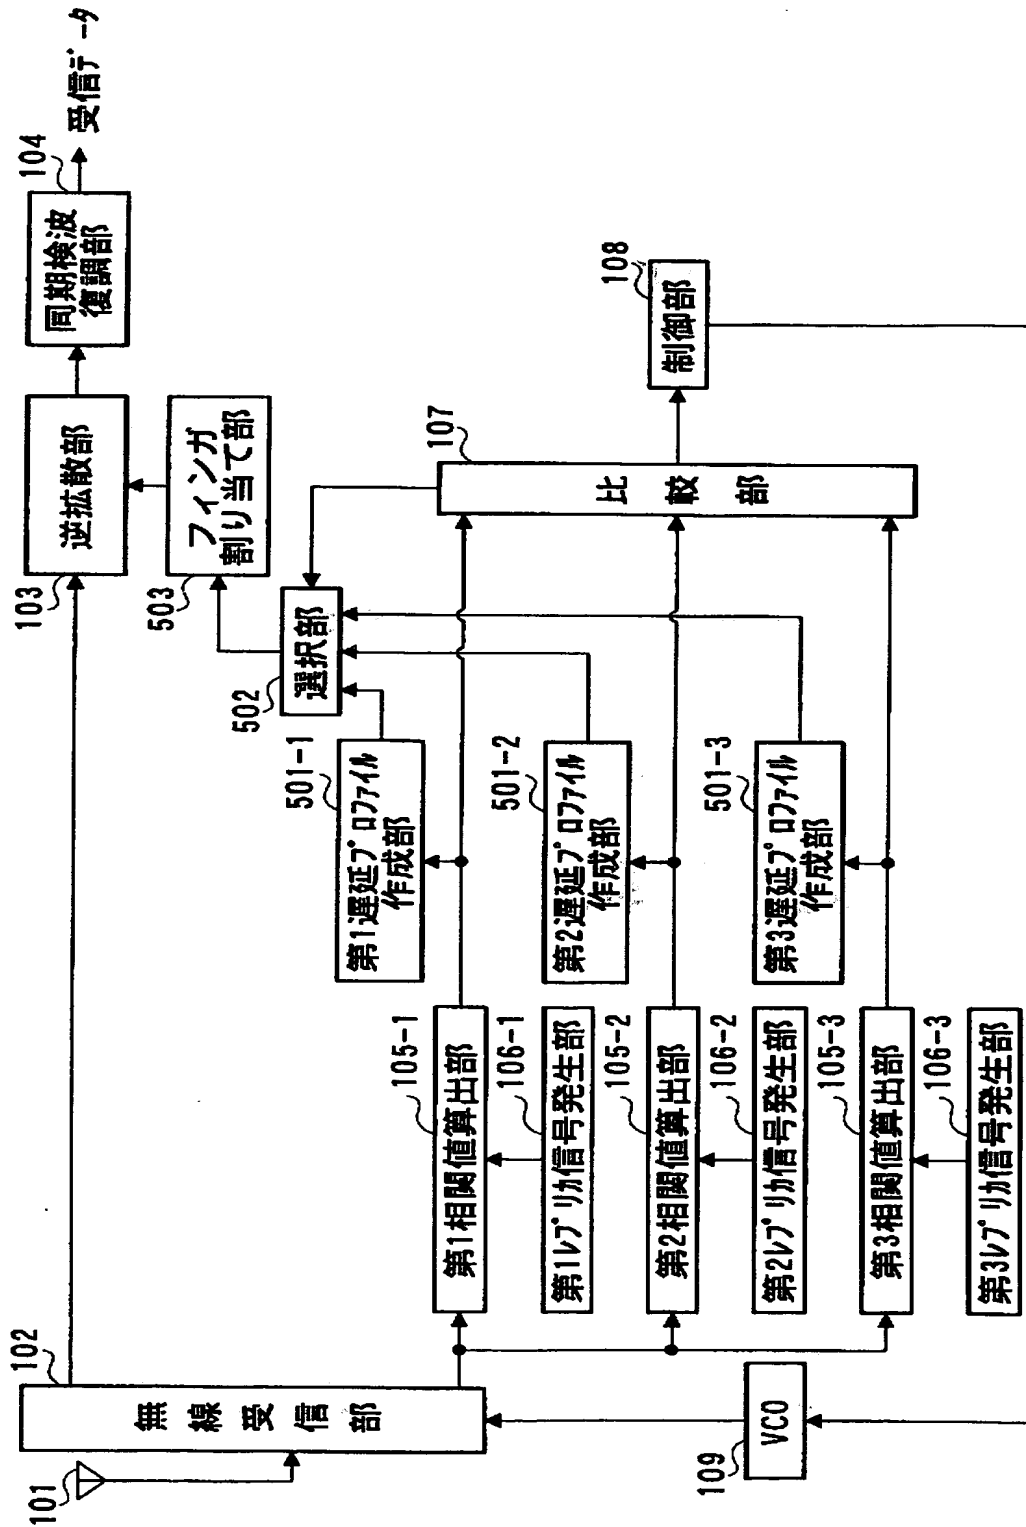 101
102
無線受信部
103
逆拡散部
104
同期検波
復調部
受信データ
503
フィンガ
割り当て部
502
選択部
501-1
第1遅延プロファイル
作成部
107
比較部
108
制御部
105-1
第1相関値算出部
106-1
第1レプリカ信号発生部
501-2
第2遅延プロファイル
作成部
105-2
第2相関値算出部
106-2
第2レプリカ信号発生部
501-3
第3遅延プロファイル
作成部
105-3
第3相関値算出部
106-3
第3レプリカ信号発生部
109
VCO